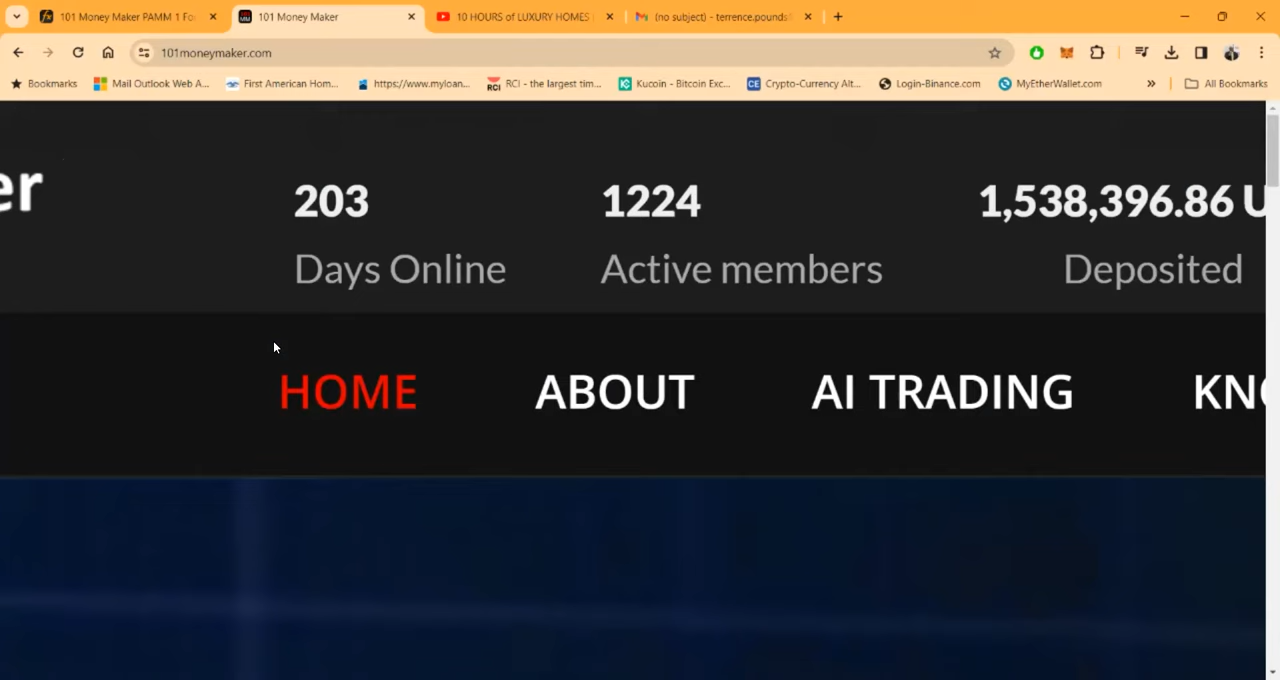 101 Money Maker PAMM 1 Fo
101 Money Maker
10 HOURS of LUXURY HOMES
(no subject) - terrence.pounds
101moneymaker.com
Bookmarks
Mail Outlook Web A...
First American Hom...
https://www.myloan...
RCI - the largest tim...
Kucoin - Bitcoin Exc...
Crypto-Currency Alt...
Login-Binance.com
MyEtherWallet.com
»
All Bookmarks
er
203
1224
1,538,396.86 U
Days Online
Active members
Deposited
HOME
ABOUT
AI TRADING
KNO